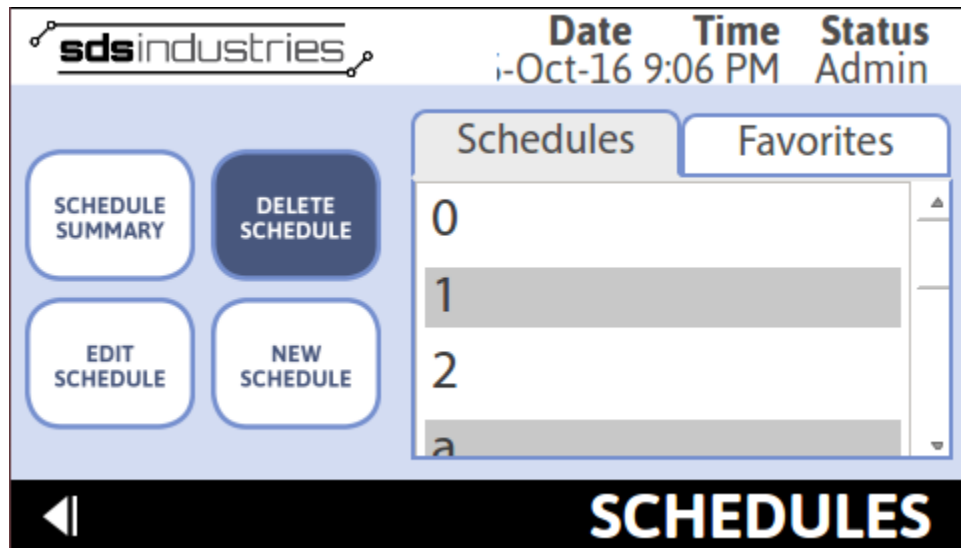 sdsindustries
Date Time Status
-Oct-16 9:06 PM Admin
Schedules Favorites
SCHEDULE
SUMMARY
DELETE
SCHEDULE
EDIT
SCHEDULE
NEW
SCHEDULE
0
1
2
a
SCHEDULES